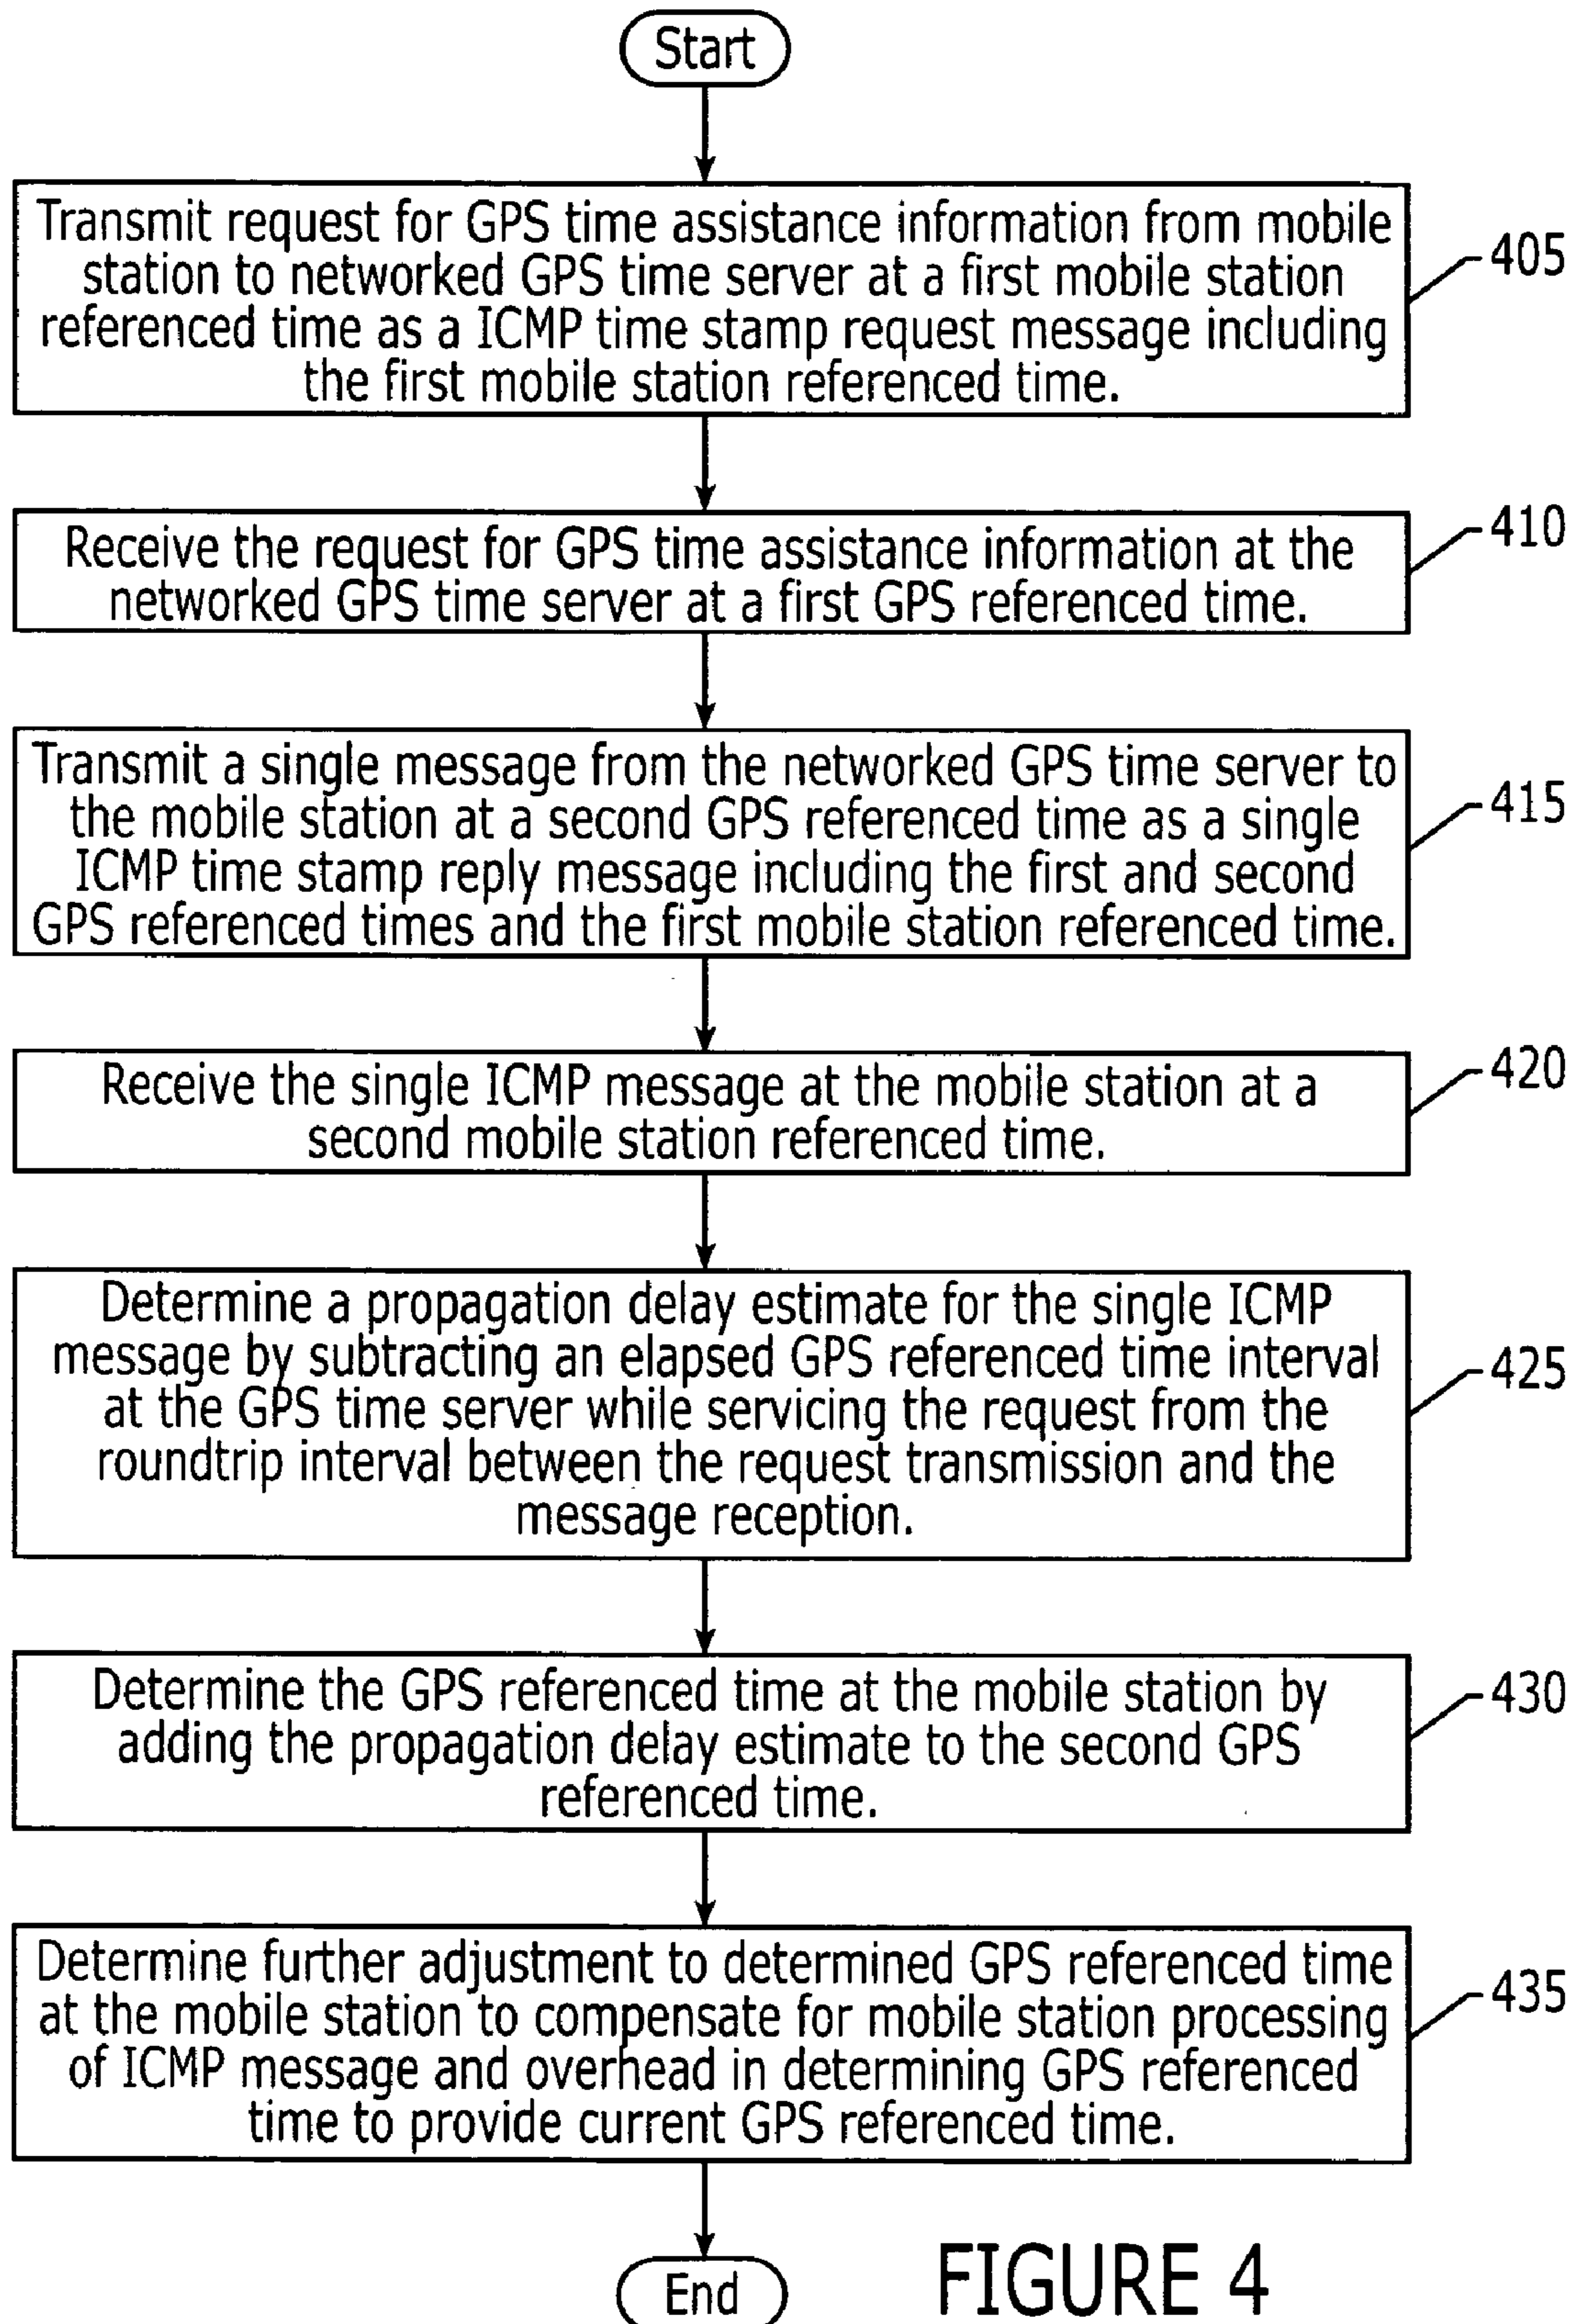 Start
Transmit request for GPS time assistance information from mobile
station to networked GPS time server at a first mobile station
referenced time as a ICMP time stamp request message including
the first mobile station referenced time.
405
Receive the request for GPS time assistance information at the
networked GPS time server at a first GPS referenced time.
410
Transmit a single message from the networked GPS time server to
the mobile station at a second GPS referenced time as a single
ICMP time stamp reply message including the first and second
GPS referenced times and the first mobile station referenced time.
415
Receive the single ICMP message at the mobile station at a
second mobile station referenced time.
420
Determine a propagation delay estimate for the single ICMP
message by subtracting an elapsed GPS referenced time interval
at the GPS time server while servicing the request from the
roundtrip interval between the request transmission and the
message reception.
425
Determine the GPS referenced time at the mobile station by
adding the propagation delay estimate to the second GPS
referenced time.
430
Determine further adjustment to determined GPS referenced time
at the mobile station to compensate for mobile station processing
of ICMP message and overhead in determining GPS referenced
time to provide current GPS referenced time.
435
End
FIGURE 4